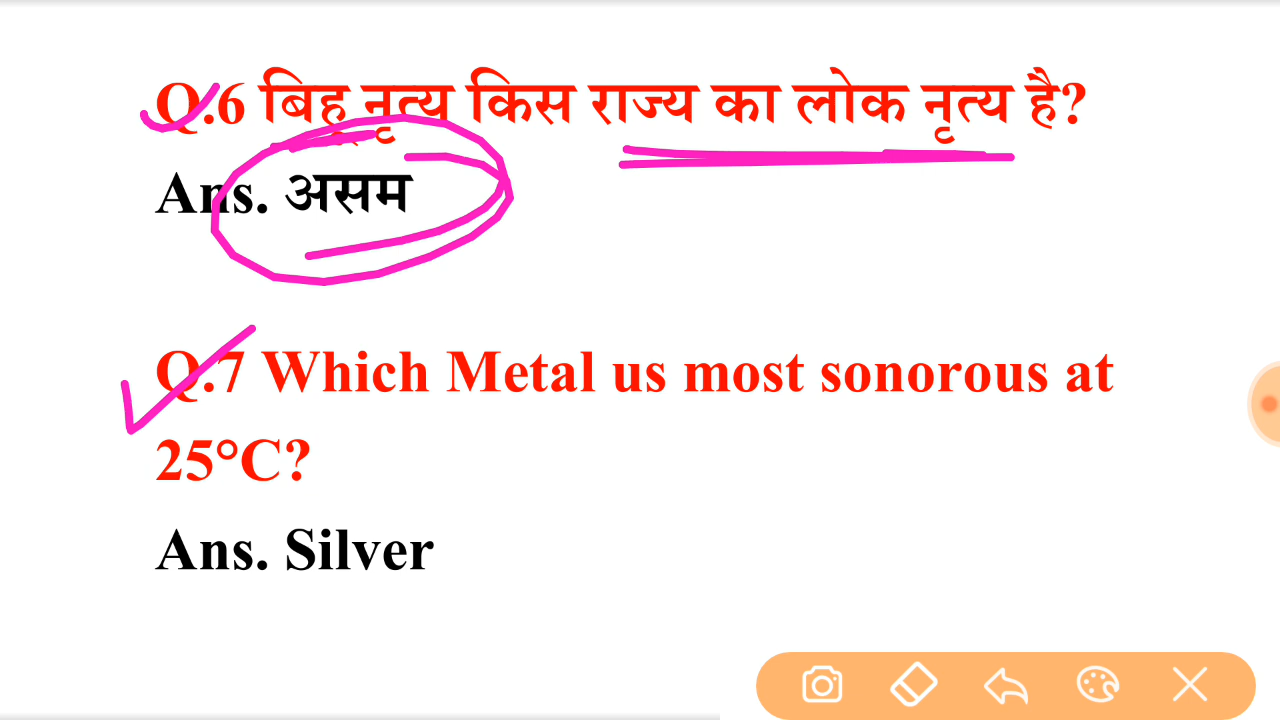 Q.6 बिहू नृत्य किस राज्य का लोक नृत्य है?
Ans. असम
Q.7 Which Metal us most sonorous at
25°C?
Ans. Silver